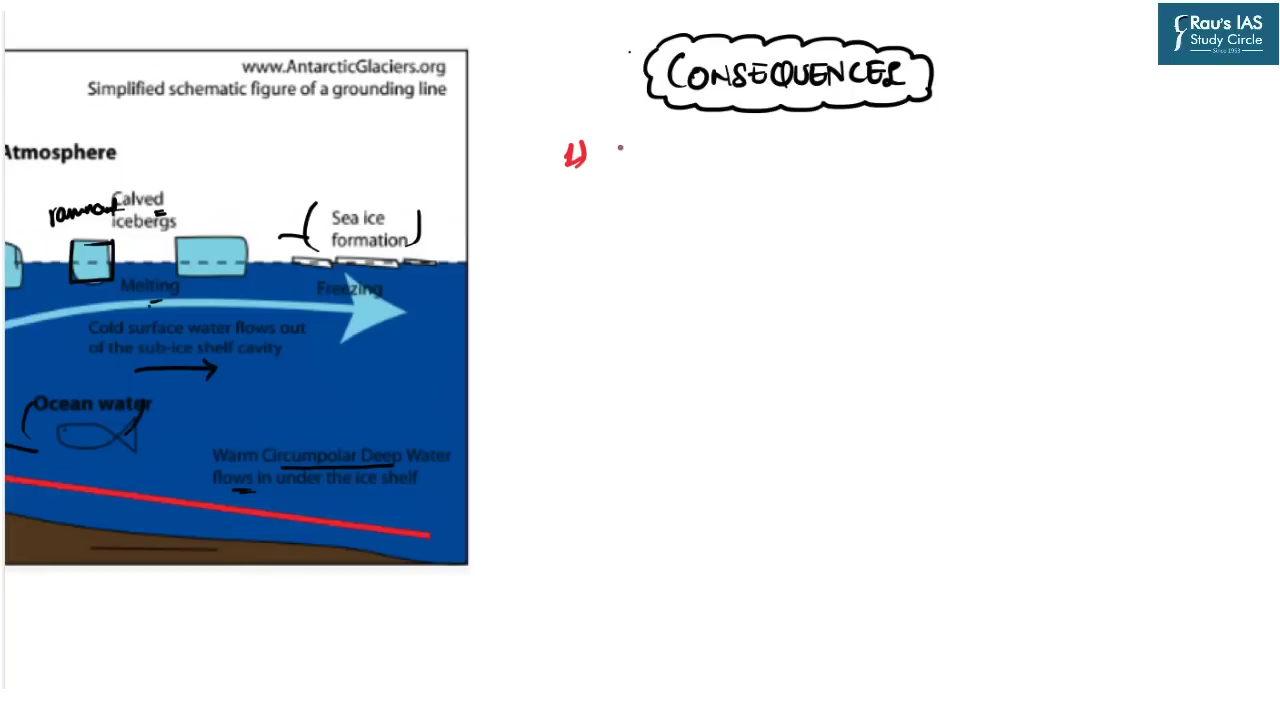 Rau's IAS
Study Circle
Since 1953
CONSEQUENCES
www.AntarcticGlaciers.org
Simplified schematic figure of a grounding line
Atmosphere
1)
Calved
icebergs
Sea ice
formation
Melting
Freezing
Cold surface water flows out
of the sub-ice shelf cavity
Ocean water
Warm Circumpolar Deep Water
flows in under the ice shelf